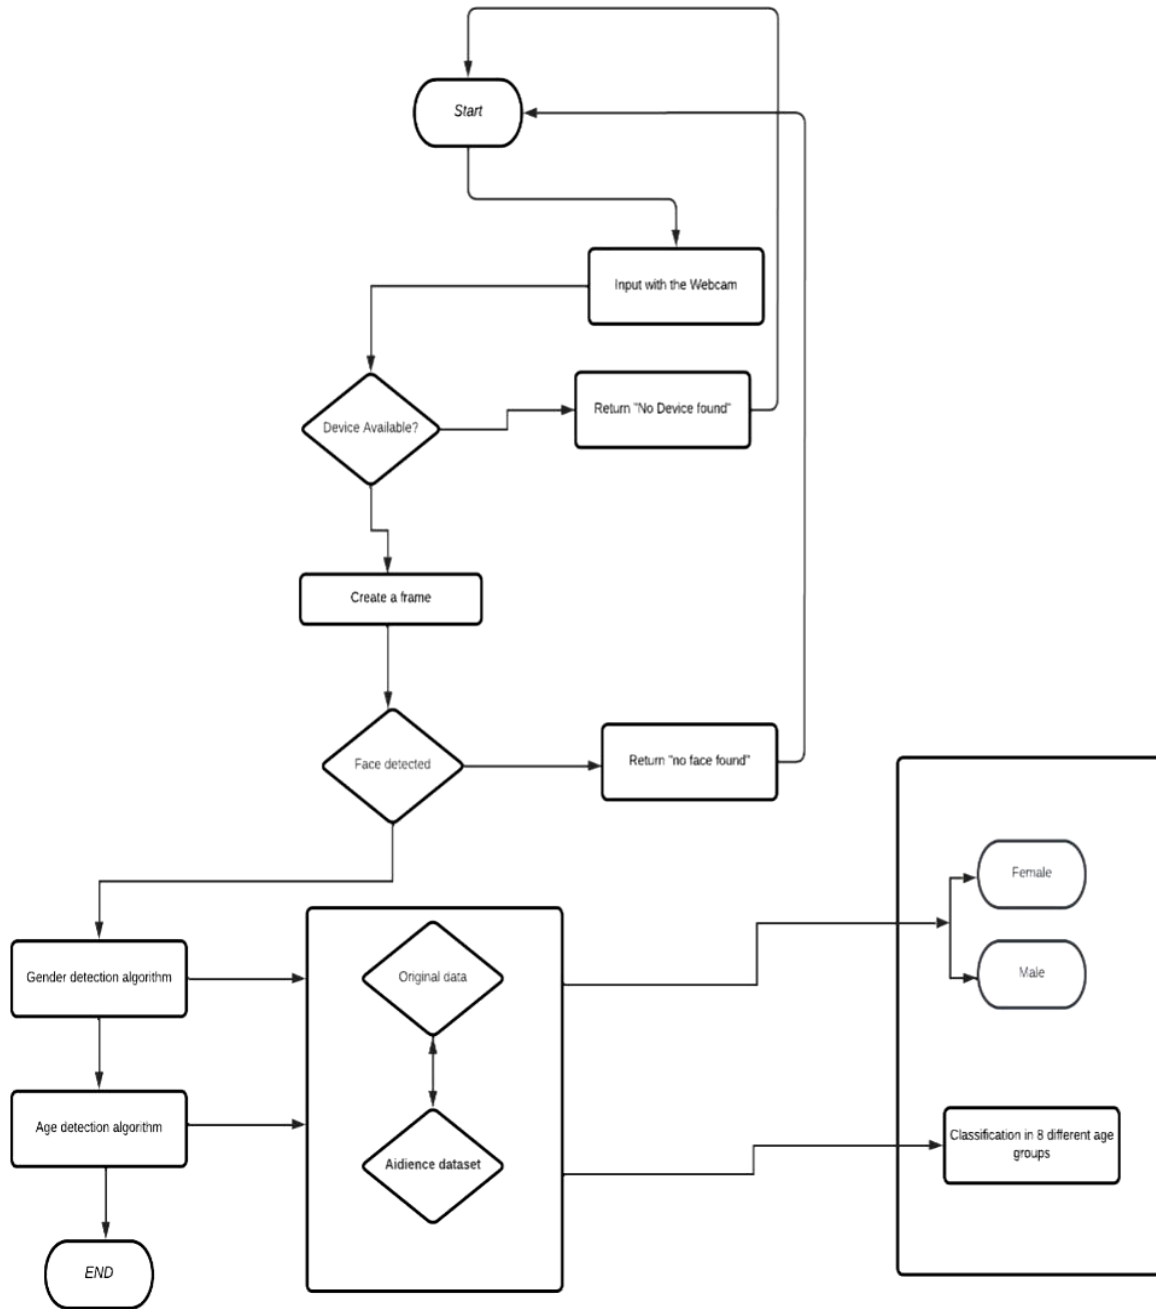 Start
Input with the Webcam
Device Available?
Return "No Device found"
Create a frame
Face detected
Return "no face found"
Female
Male
Gender detection algorithm
Original data
Age detection algorithm
Aidience dataset
Classification in 8 different age
groups
END